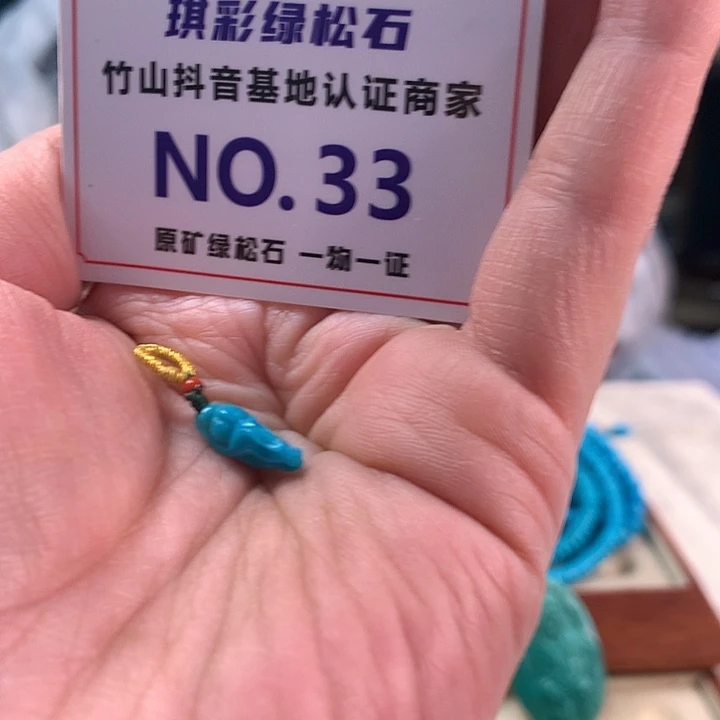 琪彩绿松石
竹山抖音基地认证商家
NO.33
原矿绿松石 一物一证